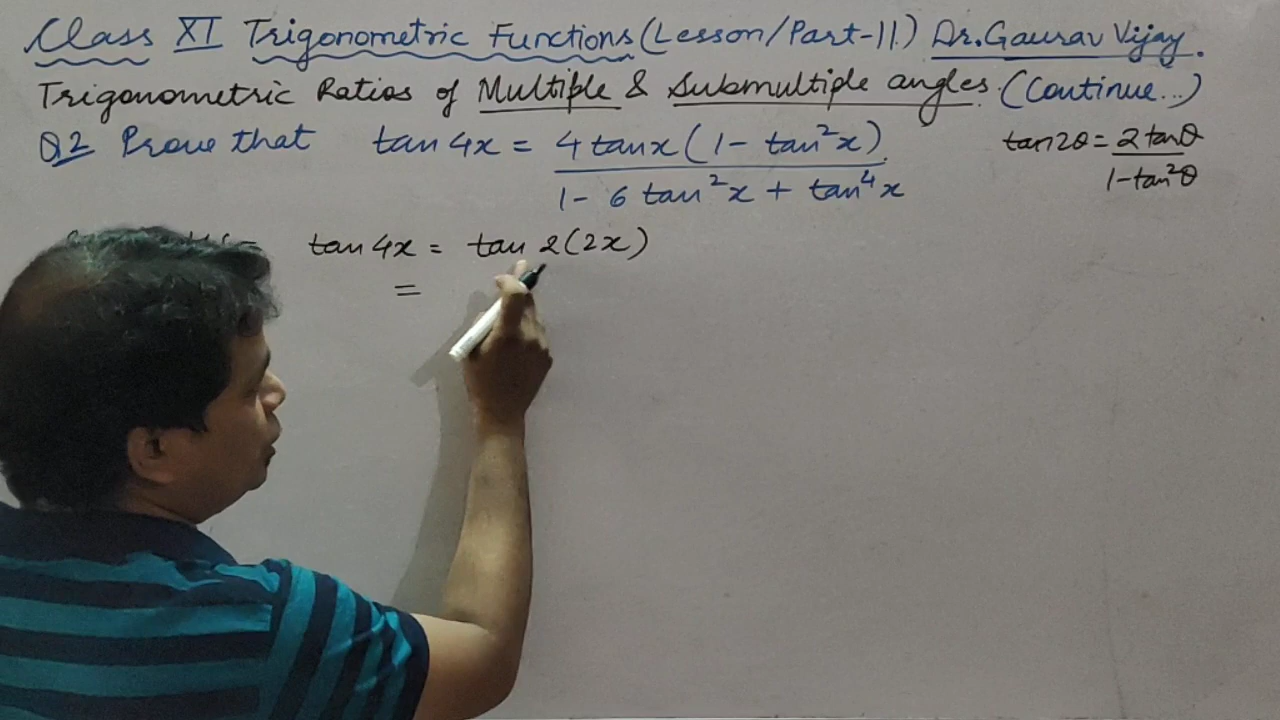 Class XI Trigonometric Functions (Lesson/Part-11) Dr. Gaurav Vijay.
Trigonometric Ratios of Multiple & Submultiple angles. (Continue...)
Q2 Prove that tan 4x = 4 tan x (1 - tan²x) / 1 - 6 tan²x + tan⁴x
tan 2θ = 2 tan θ / 1 - tan²θ
tan 4x = tan 2(2x)
=